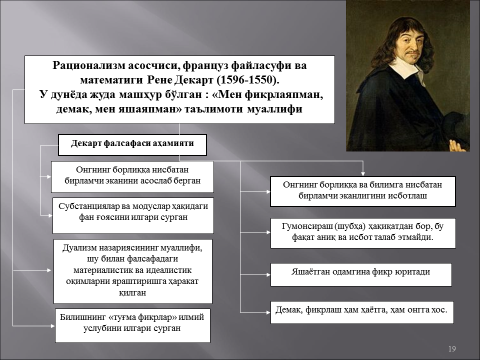 Рационализм асосчиси, француз файласуфи ва
математиги Рене Декарт (1596-1550).
У дунёда жуда машҳур бўлган : «Мен фикрлаяпман,
демак, мен яшаяпман» таълимоти муаллифи
Декарт фалсафаси аҳамияти
Онгнинг борлиққа нисбатан
бирламчи эканини асослаб берган
Субстанциялар ва модуслар ҳақидаги
фан ғоясини илгари сурган
Дуализм назариясининг муаллифи,
шу билан фалсафадаги
материалистик ва идеалистик
оқимларни яраштиришга ҳаракат
қилган
Билишнинг «туғма фикрлар» илмий
услубини илгари сурган
Онгнинг борлиққа ва билимга нисбатан
бирламчи эканлигини исботлаш
Гумонсираш (шубҳа) ҳақиқатдан бор, бу
фақат аниқ ва исбот талаб этмайди.
Яшаётган одамгина фикр юритади
Демак, фикрлаш ҳам ҳаётга, ҳам онгга хос.
19